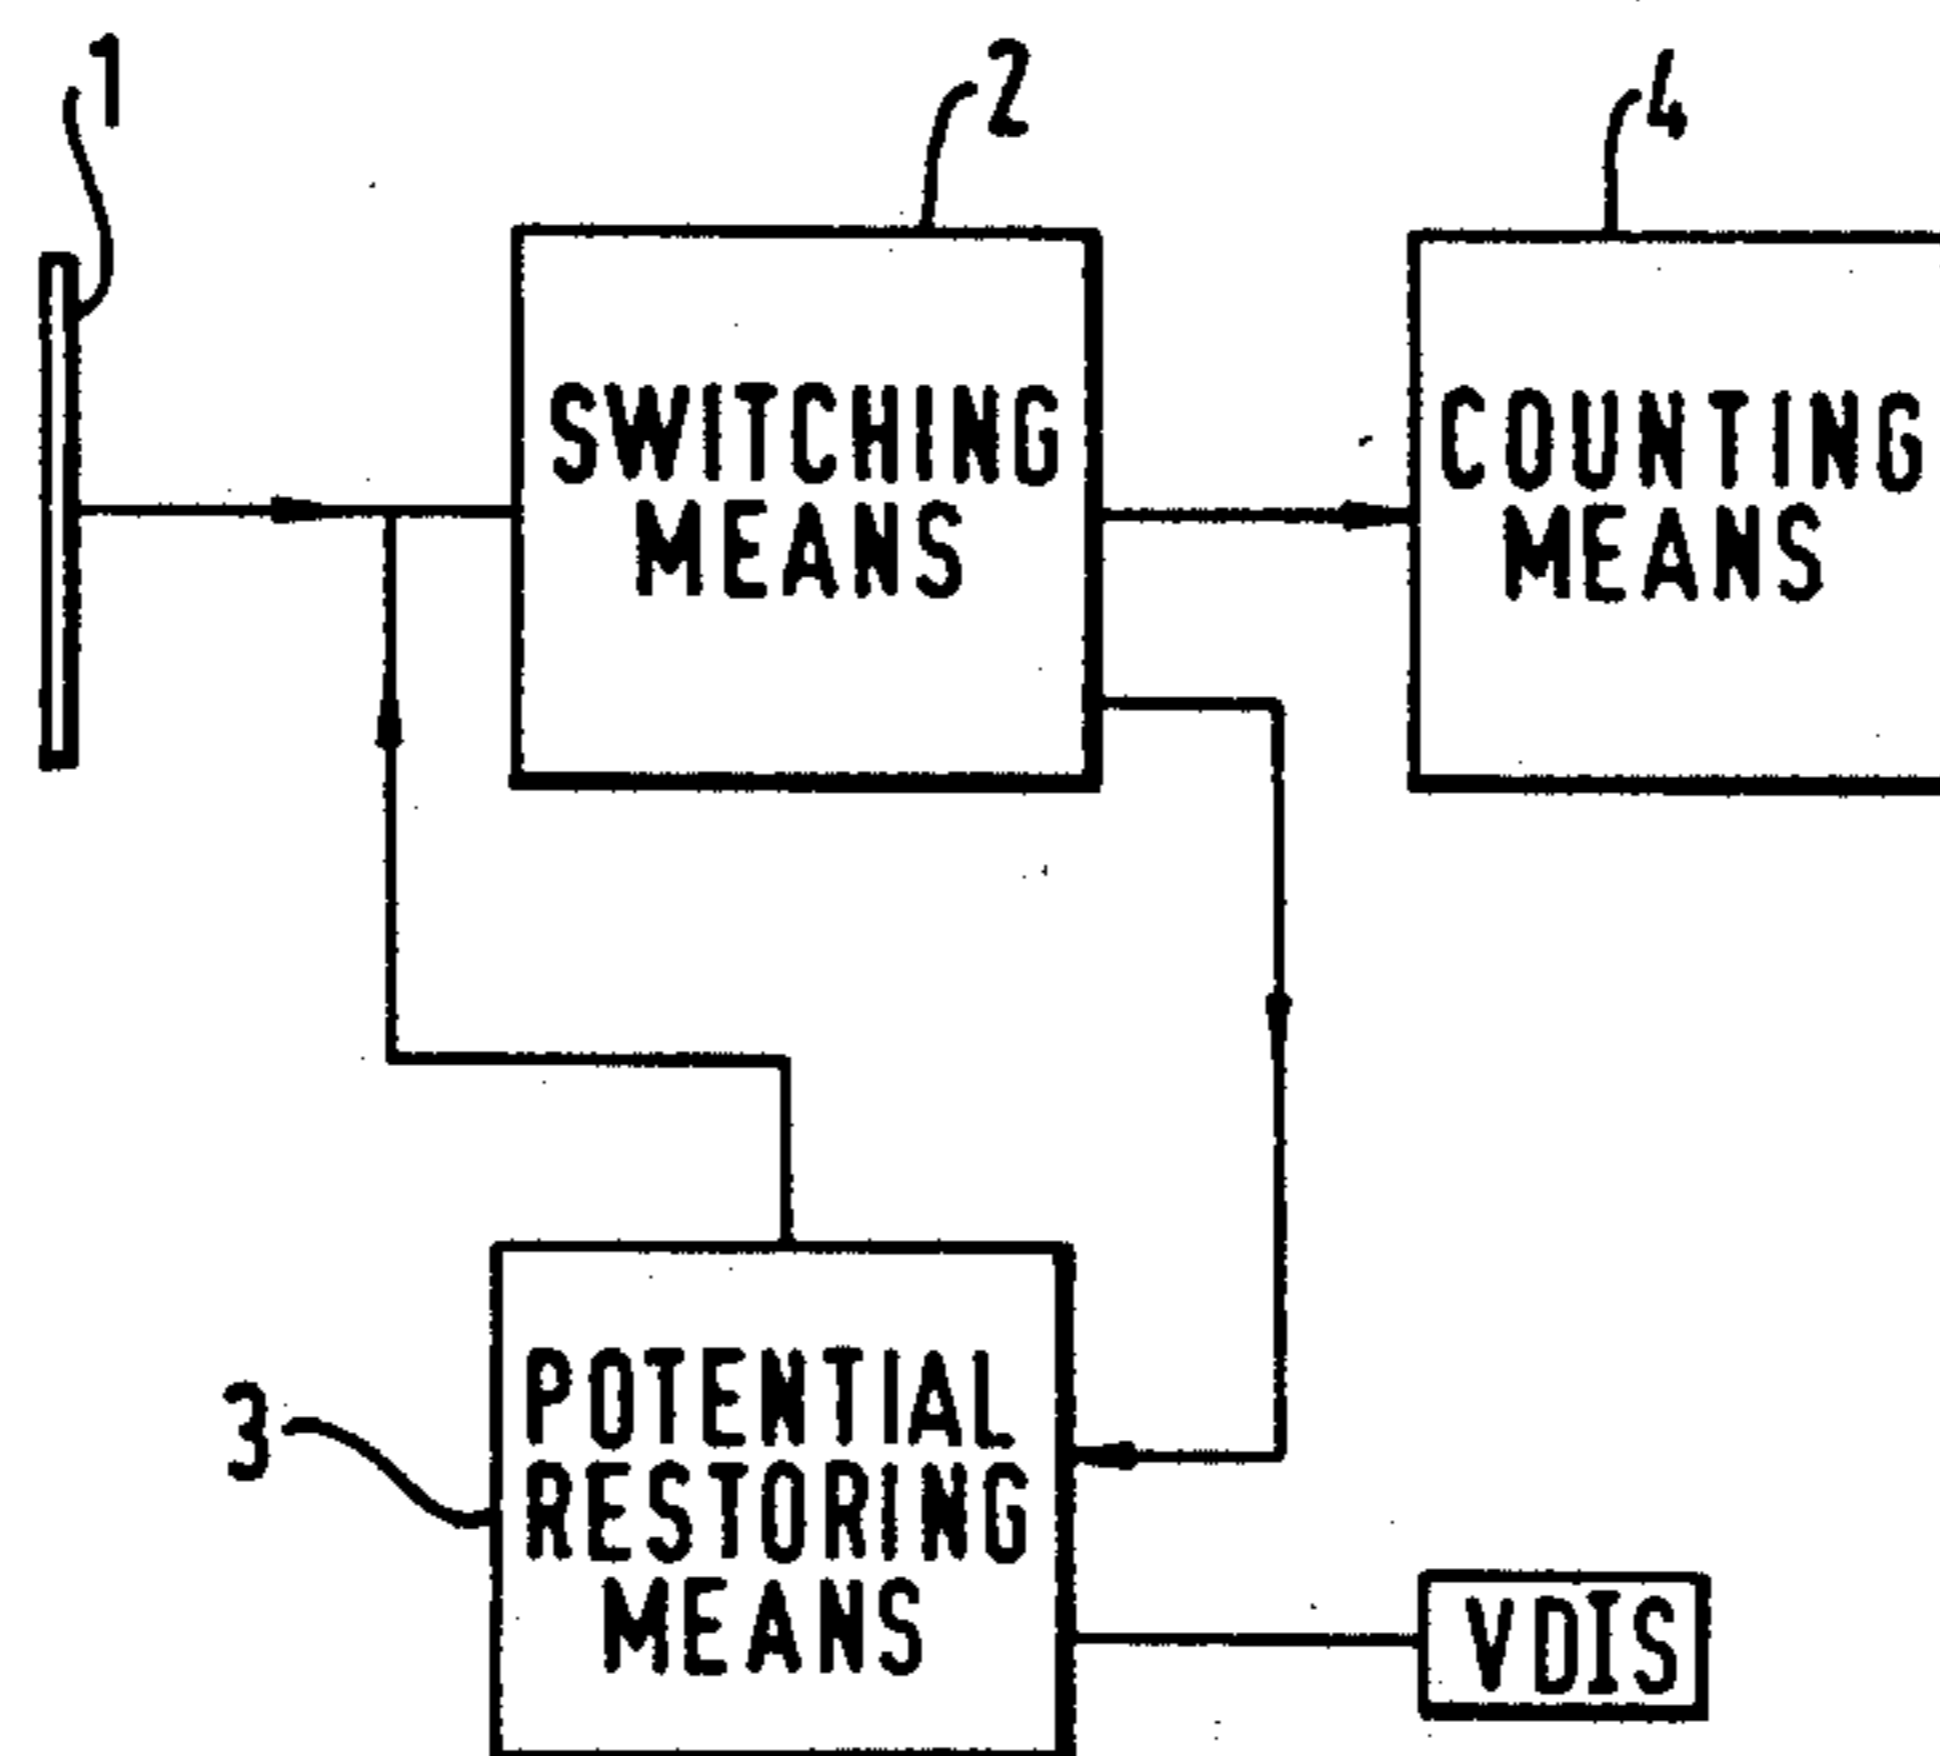 1
2
4
SWITCHING
MEANS
COUNTING
MEANS
3
POTENTIAL
RESTORING
MEANS
VDIS